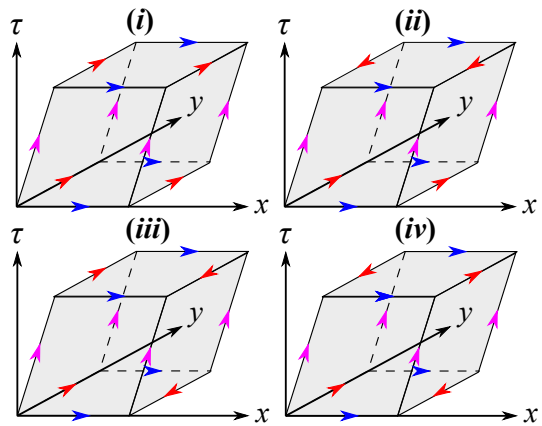 (i) (ii)
τ y x τ y x
(iii) (iv)
τ y x τ y x